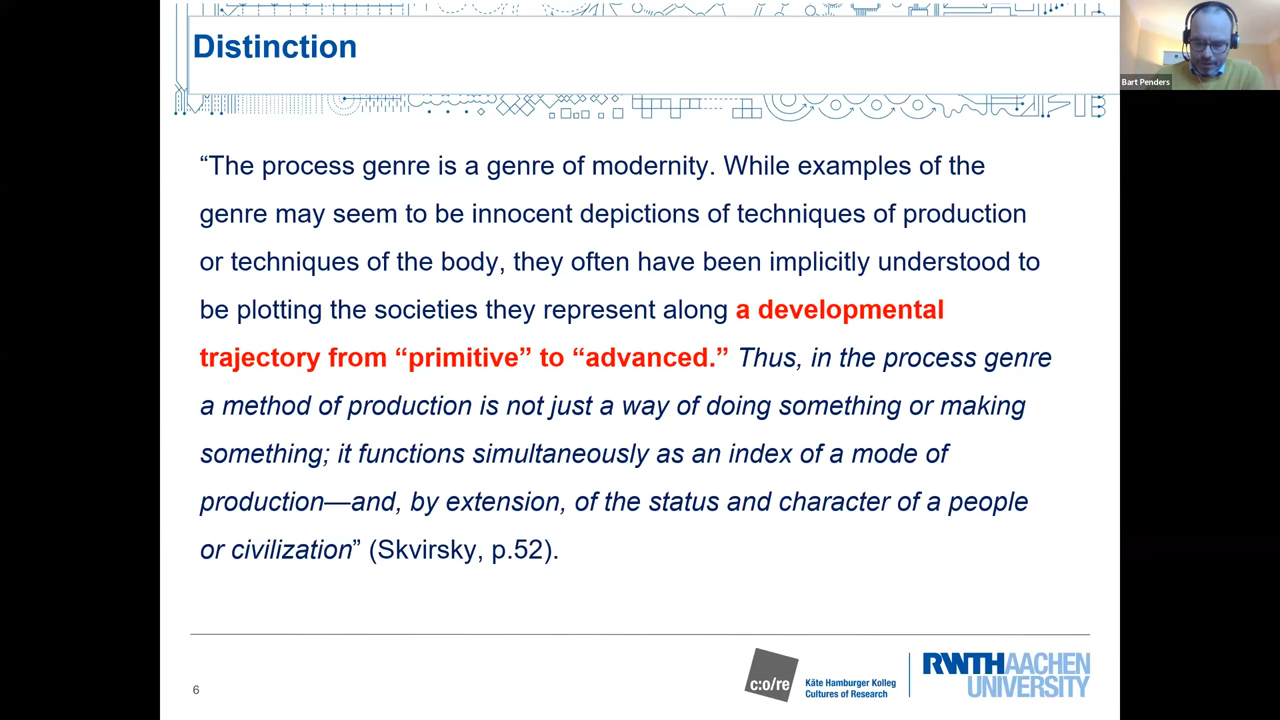 Distinction
Bart Penders
“The process genre is a genre of modernity. While examples of the
genre may seem to be innocent depictions of techniques of production
or techniques of the body, they often have been implicitly understood to
be plotting the societies they represent along a developmental
trajectory from “primitive” to “advanced.” Thus, in the process genre
a method of production is not just a way of doing something or making
something; it functions simultaneously as an index of a mode of
production—and, by extension, of the status and character of a people
or civilization” (Skvirsky, p.52).
6
c:o/re
Käte Hamburger Kolleg
Cultures of Research
RWTHAACHEN
UNIVERSITY